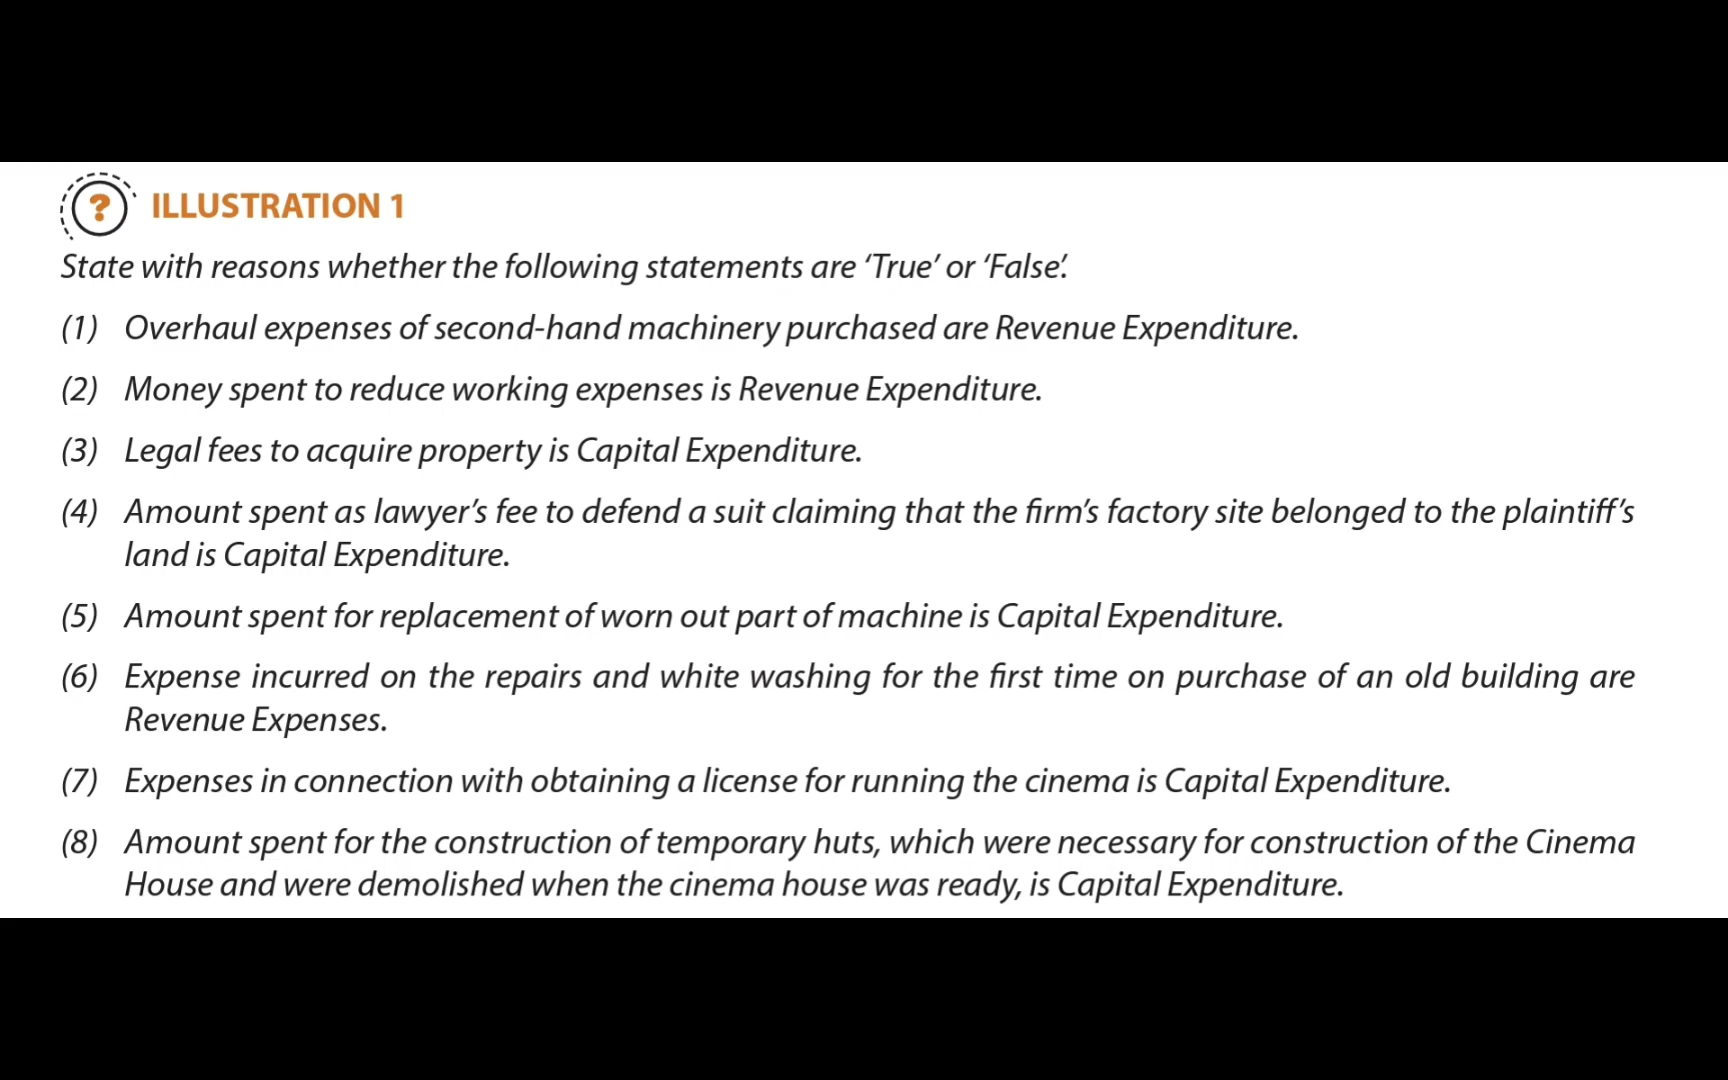 ?
ILLUSTRATION 1
State with reasons whether the following statements are ‘True’ or ‘False’.
(1) Overhaul expenses of second-hand machinery purchased are Revenue Expenditure.
(2) Money spent to reduce working expenses is Revenue Expenditure.
(3) Legal fees to acquire property is Capital Expenditure.
(4) Amount spent as lawyer’s fee to defend a suit claiming that the firm’s factory site belonged to the plaintiff’s
land is Capital Expenditure.
(5) Amount spent for replacement of worn out part of machine is Capital Expenditure.
(6) Expense incurred on the repairs and white washing for the first time on purchase of an old building are
Revenue Expenses.
(7) Expenses in connection with obtaining a license for running the cinema is Capital Expenditure.
(8) Amount spent for the construction of temporary huts, which were necessary for construction of the Cinema
House and were demolished when the cinema house was ready, is Capital Expenditure.